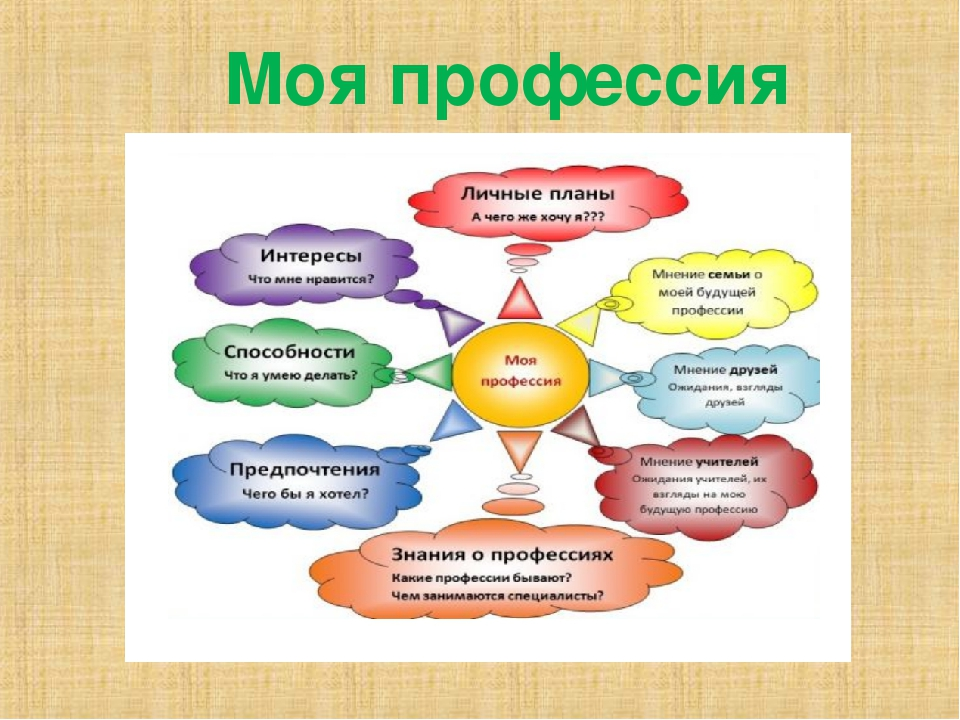 Моя профессия
Личные планы
А чего же хочу я???
Интересы
Что мне нравится?
Мнение семьи о
моей будущей
профессии
Способности
Что я умею делать?
Моя
профессия
Мнение друзей
Ожидания, взгляды
друзей
Предпочтения
Чего бы я хотел?
Мнение учителей
Ожидания учителей, их
взгляды на мою
будущую профессию
Знания о профессиях
Какие профессии бывают?
Чем занимаются специалисты?